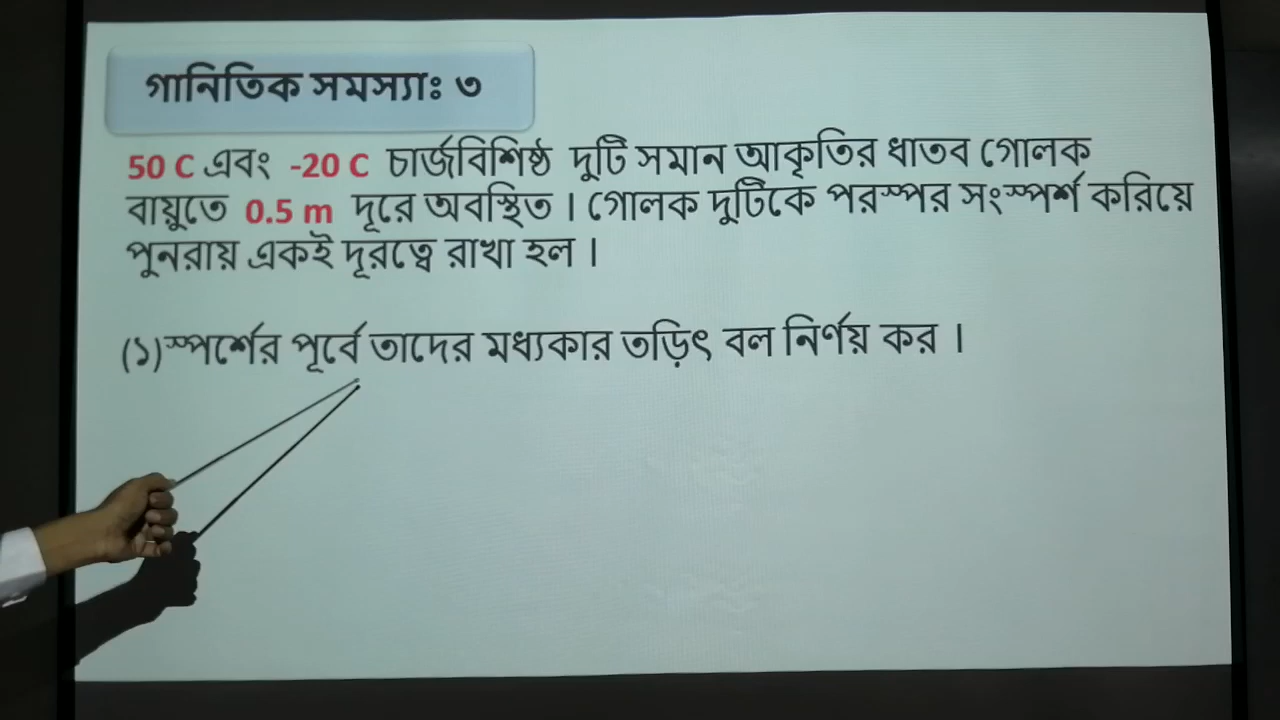 গানিতিক সমস্যাঃ ৩
50 C এবং -20 C চার্জবিশিষ্ঠ দুটি সমান আকৃতির ধাতব গোলক
বায়ুতে 0.5 m দূরে অবস্থিত । গোলক দুটিকে পরস্পর সংস্পর্শ করিয়ে
পুনরায় একই দূরত্বে রাখা হল ।
(১)স্পর্শের পূর্বে তাদের মধ্যকার তড়িৎ বল নির্ণয় কর ।